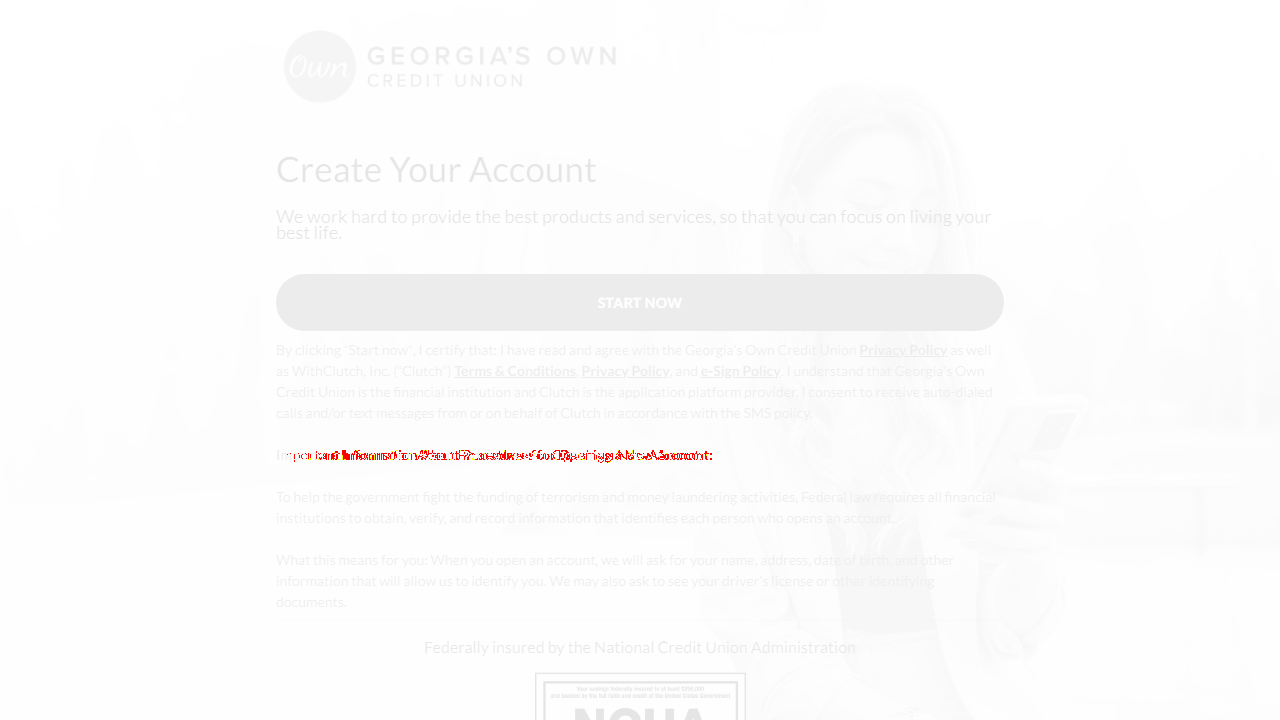 Own GEORGIA'S OWN
CREDIT UNION
Create Your Account
We work hard to provide the best products and services, so that you can focus on living your
best life.
START NOW
By clicking "Start now", I certify that: I have read and agree with the Georgia's Own Credit Union Privacy Policy as well
as WithClutch, Inc. ("Clutch") Terms & Conditions, Privacy Policy, and e-Sign Policy. I understand that Georgia's Own
Credit Union is the financial institution and Clutch is the application platform provider. I consent to receive auto-dialed
calls and/or text messages from or on behalf of Clutch in accordance with the SMS policy.
Important Information About Procedures for Opening a New Account:
To help the government fight the funding of terrorism and money laundering activities, Federal law requires all financial
institutions to obtain, verify, and record information that identifies each person who opens an account.
What this means for you: When you open an account, we will ask for your name, address, date of birth, and other
information that will allow us to identify you. We may also ask to see your driver's license or other identifying
documents.
Federally insured by the National Credit Union Administration
Your savings federally insured to at least $250,000
and backed by the full faith and credit of the United States Government
NCUA